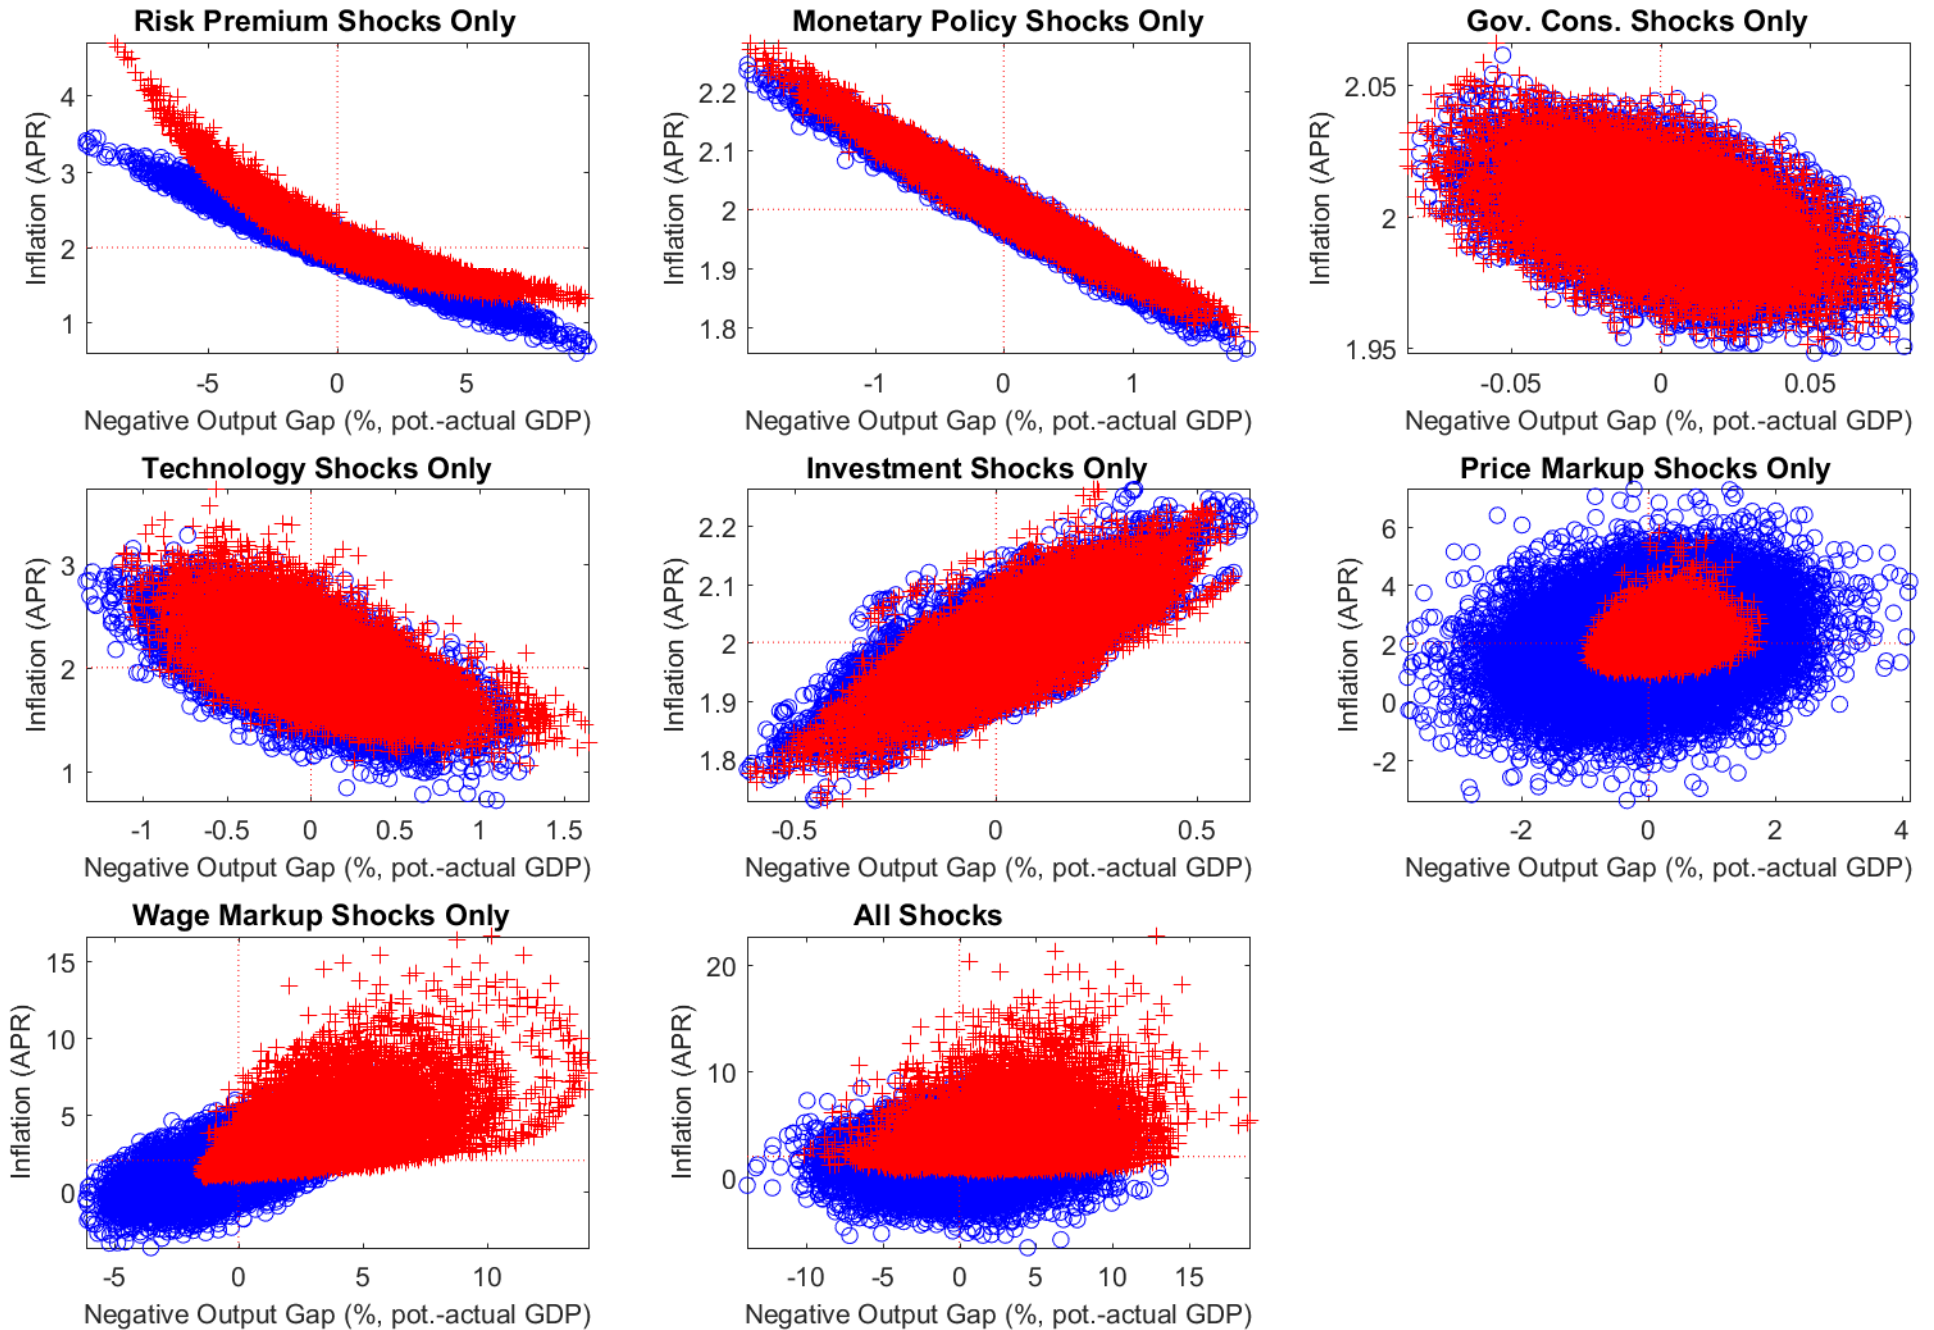 Risk Premium Shocks Only
Inflation (APR)
4
3
2
1
-5 0 5
Negative Output Gap (%, pot.-actual GDP)
Monetary Policy Shocks Only
Inflation (APR)
2.2
2.1
2
1.9
1.8
-1 0 1
Negative Output Gap (%, pot.-actual GDP)
Gov. Cons. Shocks Only
Inflation (APR)
2.05
2
1.95
-0.05 0 0.05
Negative Output Gap (%, pot.-actual GDP)
Technology Shocks Only
Inflation (APR)
3
2
1
-1 -0.5 0 0.5 1 1.5
Negative Output Gap (%, pot.-actual GDP)
Investment Shocks Only
Inflation (APR)
2.2
2.1
2
1.9
1.8
-0.5 0 0.5
Negative Output Gap (%, pot.-actual GDP)
Price Markup Shocks Only
Inflation (APR)
6
4
2
0
-2
-2 0 2 4
Negative Output Gap (%, pot.-actual GDP)
Wage Markup Shocks Only
Inflation (APR)
15
10
5
0
-5 0 5 10
Negative Output Gap (%, pot.-actual GDP)
All Shocks
Inflation (APR)
20
10
0
-10 -5 0 5 10 15
Negative Output Gap (%, pot.-actual GDP)